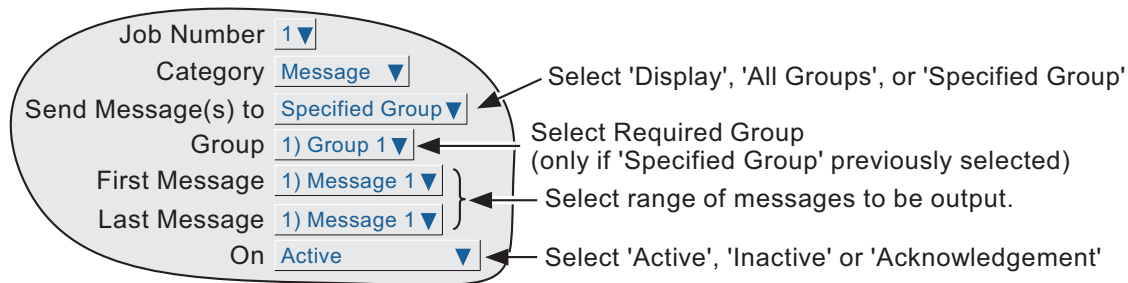 Job Number 1▼
Category Message ▼
Select 'Display', 'All Groups', or 'Specified Group'
Send Message(s) to Specified Group▼
Group 1) Group 1▼
Select Required Group
(only if 'Specified Group' previously selected)
First Message 1) Message 1▼
Select range of messages to be output.
Last Message 1) Message 1▼
On Active ▼
Select 'Active', 'Inactive' or 'Acknowledgement'